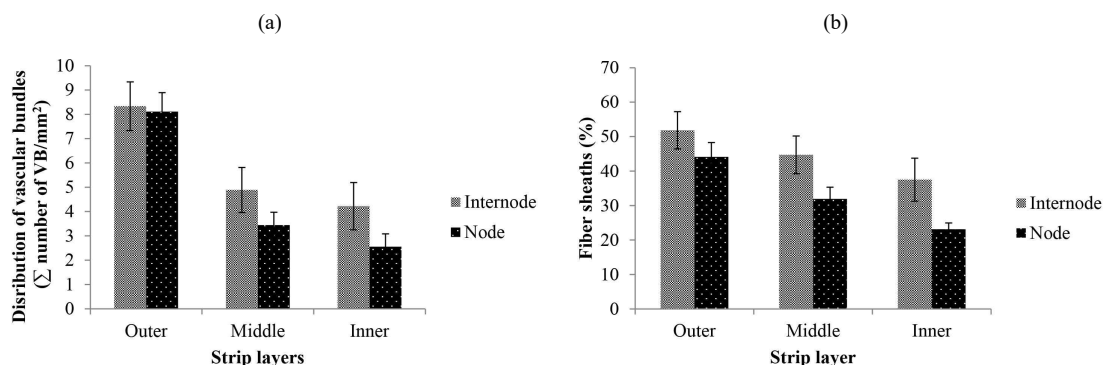 (a)
Disribution of vascular bundles
(∑ number of VB/mm²)
10
9
8
7
6
5
4
3
2
1
0
Outer
Middle
Inner
Strip layers
Internode
Node
(b)
Fiber sheaths (%)
70
60
50
40
30
20
10
0
Outer
Middle
Inner
Strip layer
Internode
Node